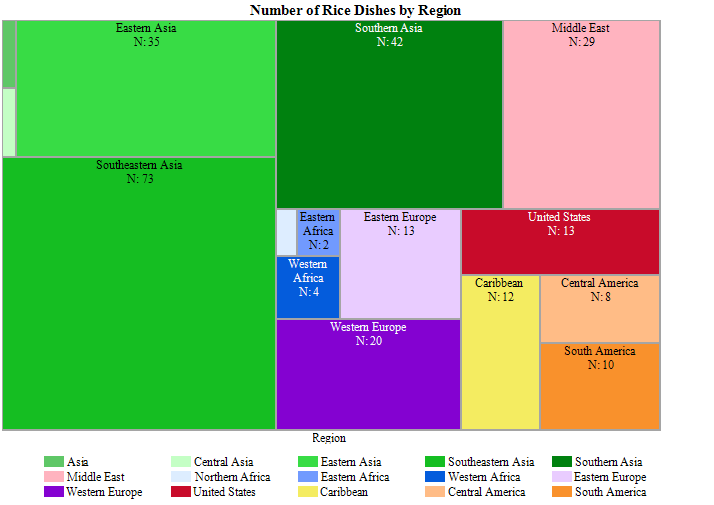 Number of Rice Dishes by Region
Eastern Asia
N: 35
Southern Asia
N: 42
Middle East
N: 29
Southeastern Asia
N: 73
Eastern
Africa
N: 2
Eastern Europe
N: 13
United States
N: 13
Western
Africa
N: 4
Caribbean
N: 12
Central America
N: 8
Western Europe
N: 20
South America
N: 10
Region
Asia Central Asia Eastern Asia Southeastern Asia Southern Asia
Middle East Northern Africa Eastern Africa Western Africa Eastern Europe
Western Europe United States Caribbean Central America South America